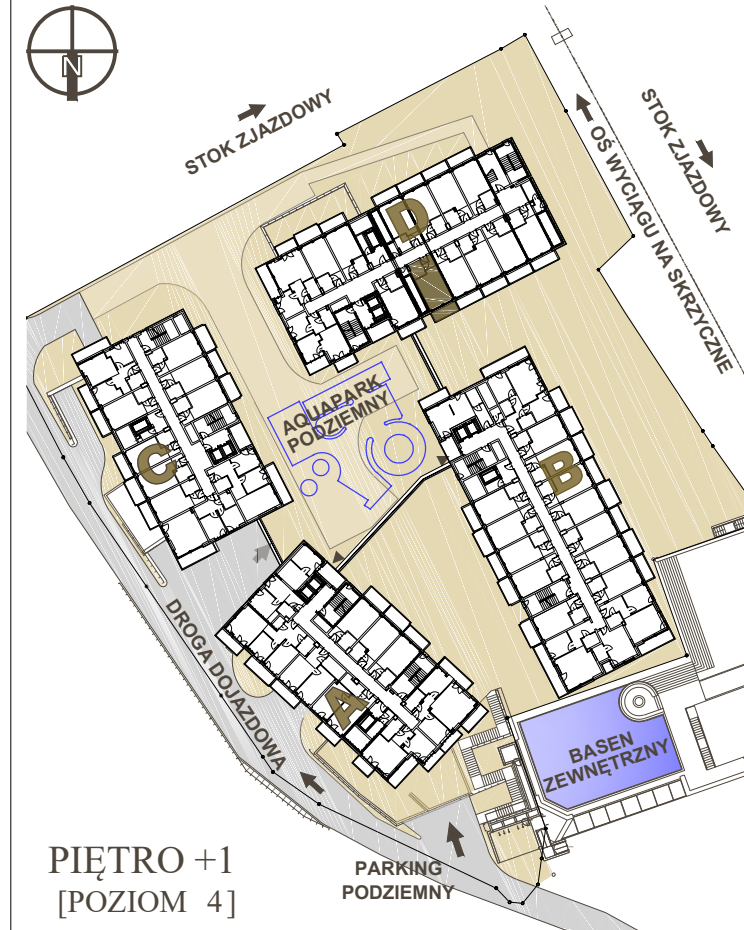 N
STOK ZJAZDOWY
STOK ZJAZDOWY
OŚ WYCIĄGU NA SKRZYCZNE
D
AQUAPARK
PODZIEMNY
C
B
DROGA DOJAZDOWA
A
BASEN
ZEWNĘTRZNY
PIĘTRO +1
[POZIOM 4]
PARKING
PODZIEMNY